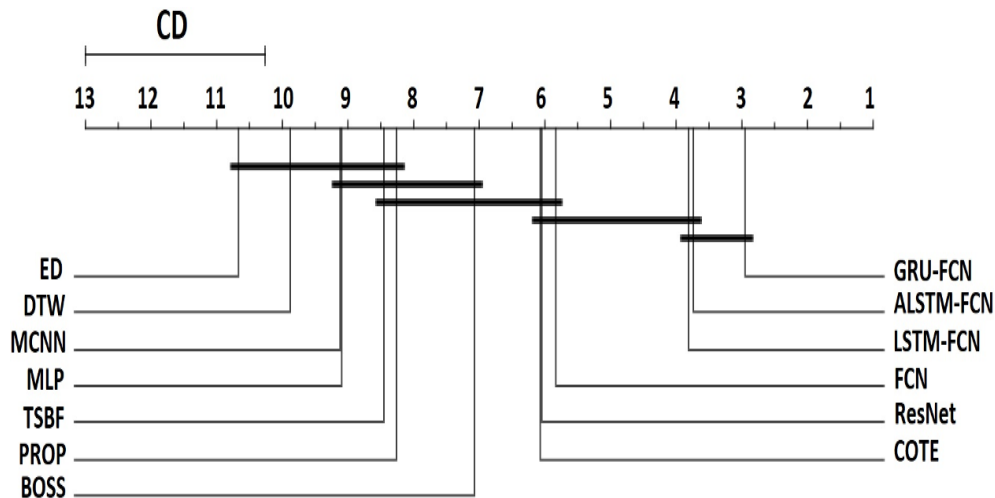 CD
13 12 11 10 9 8 7 6 5 4 3 2 1
ED
DTW
MCNN
MLP
TSBF
PROP
BOSS
GRU-FCN
ALSTM-FCN
LSTM-FCN
FCN
ResNet
COTE